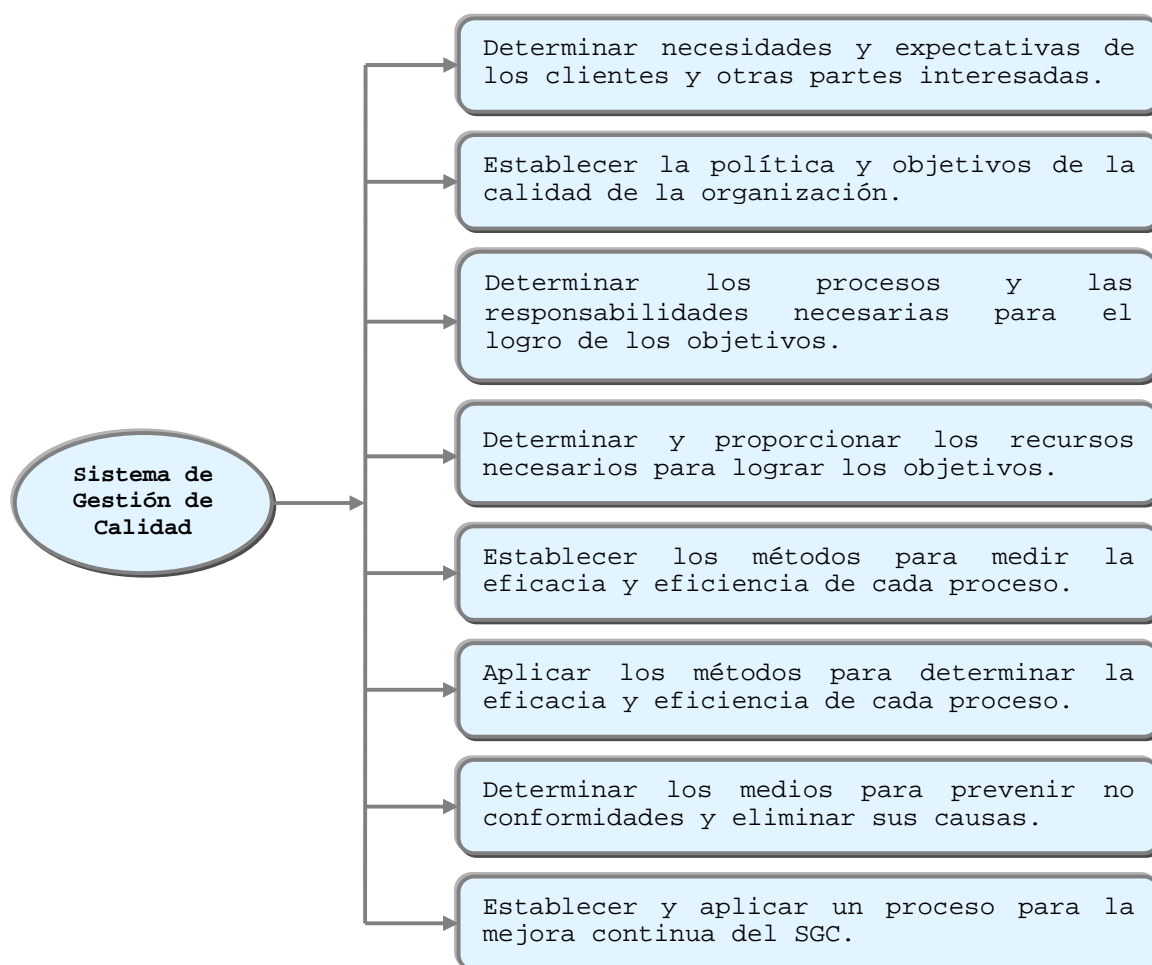 Determinar necesidades y expectativas de
los clientes y otras partes interesadas.
Establecer la política y objetivos de la
calidad de la organización.
Determinar los procesos y las
responsabilidades necesarias para el
logro de los objetivos.
Determinar y proporcionar los recursos
necesarios para lograr los objetivos.
Sistema de
Gestión de
Calidad
Establecer los métodos para medir la
eficacia y eficiencia de cada proceso.
Aplicar los métodos para determinar la
eficacia y eficiencia de cada proceso.
Determinar los medios para prevenir no
conformidades y eliminar sus causas.
Establecer y aplicar un proceso para la
mejora continua del SGC.